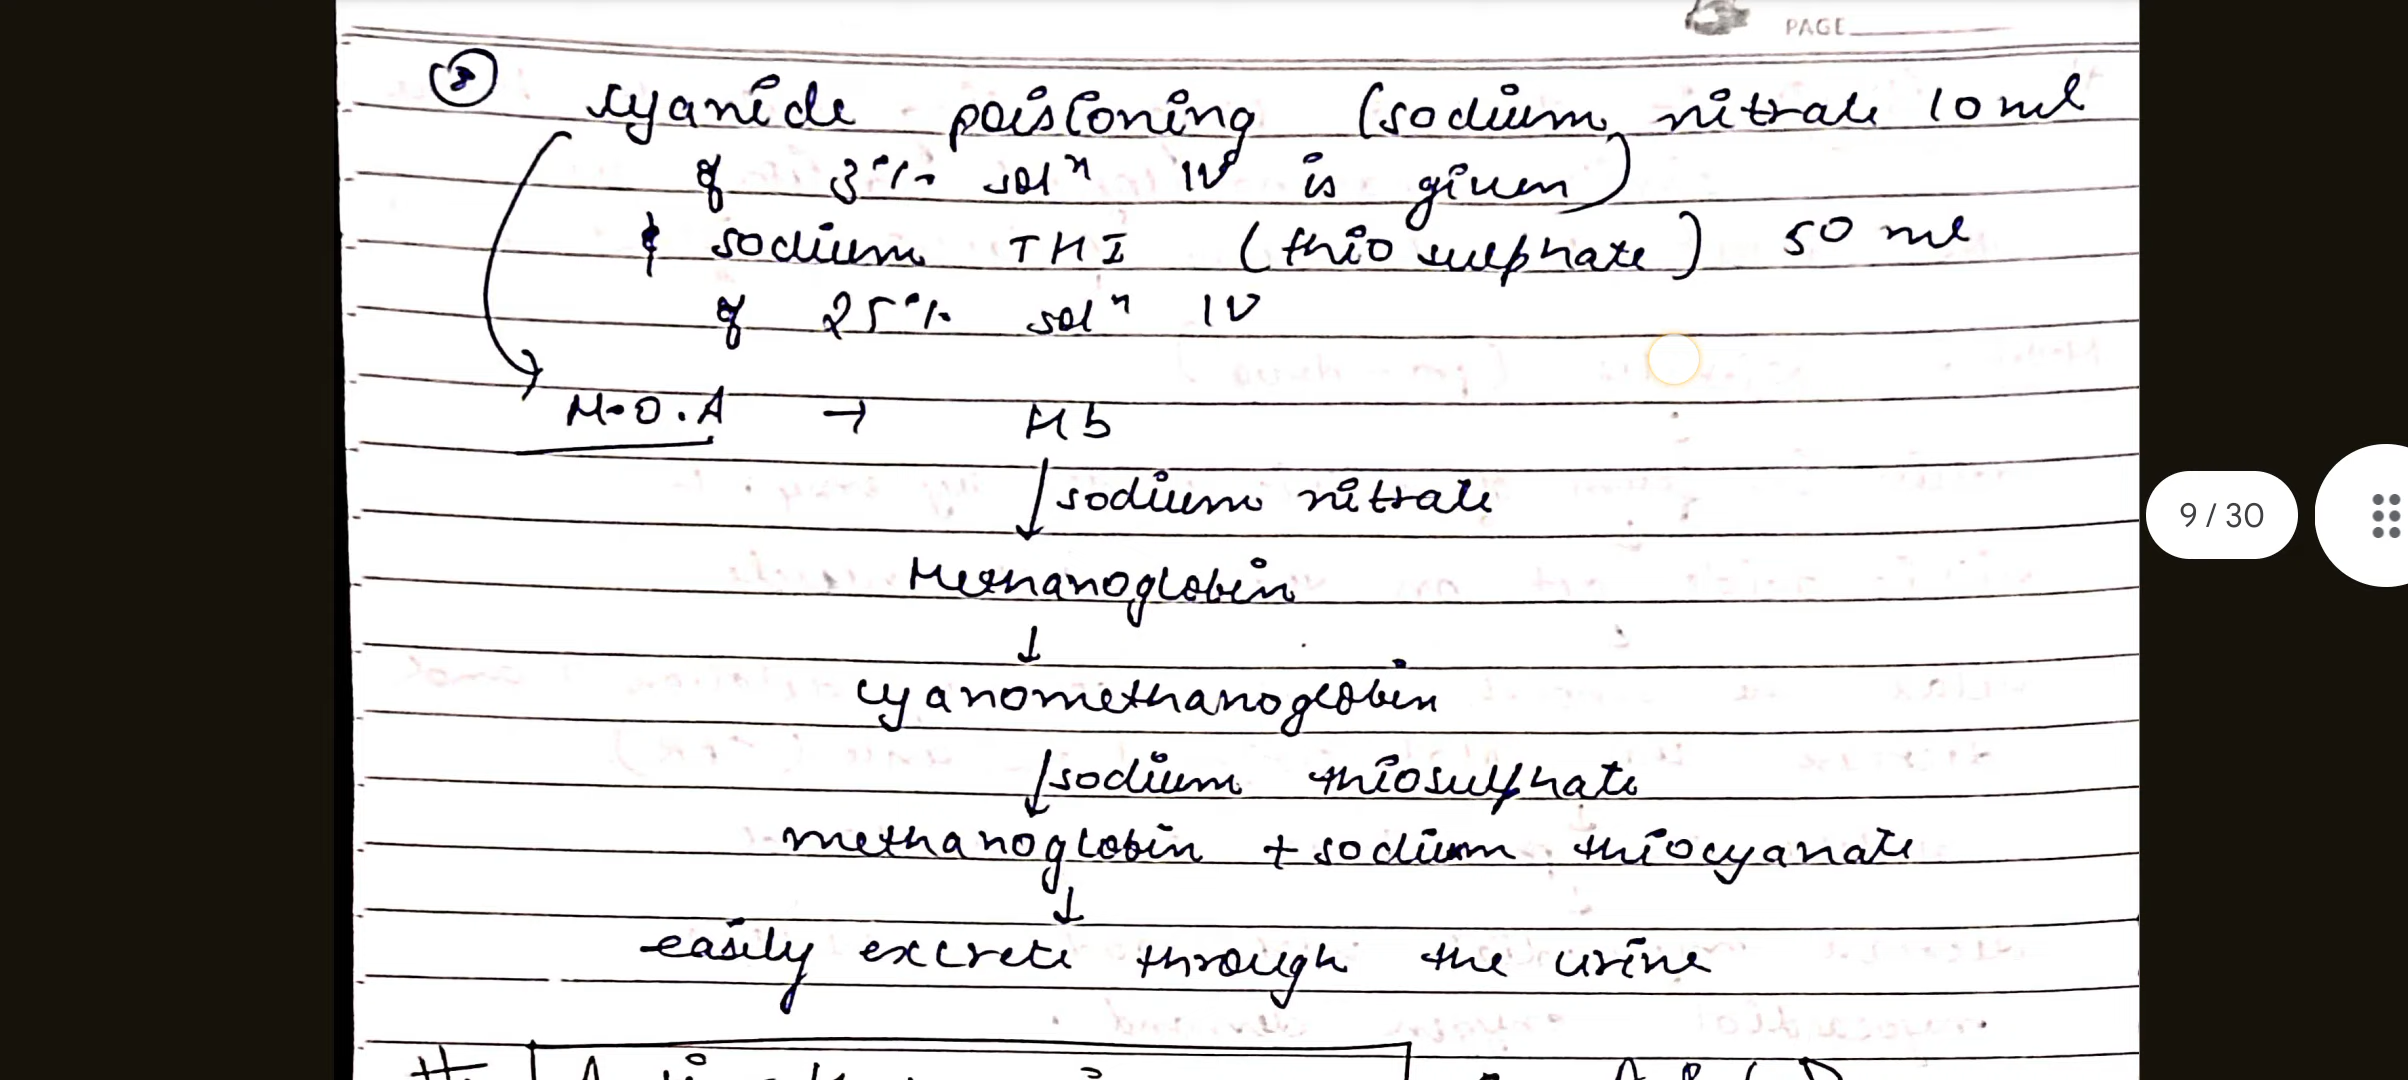 PAGE
cyanide poisioning (sodium nitrate 10 ml
of 3% solⁿ IV is given)
& sodium THI (thio sulphate) 50 ml
of 25% solⁿ IV
M.O.A → Hb
↓ sodium nitrate
Methanoglobin
↓
cyanomethanoglobin
↓ sodium thiosulphate
methanoglobin + sodium thiocyanate
↓
easily excrete through the urine
9 / 30